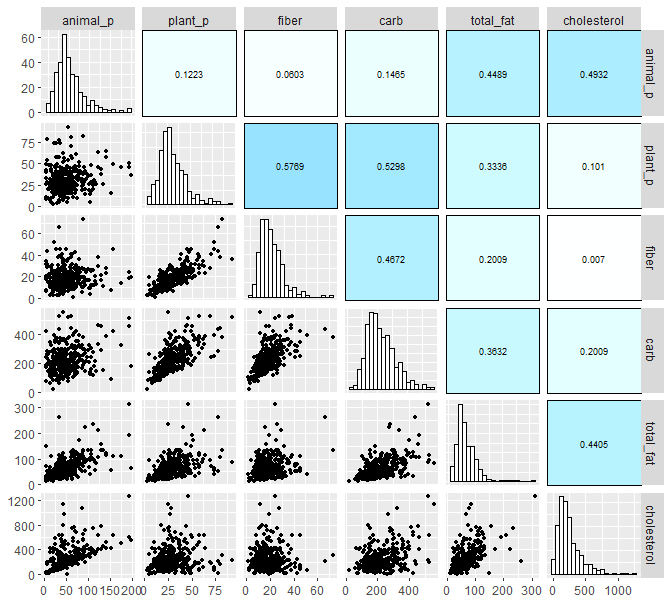 animal_p plant_p fiber carb total_fat cholesterol
60
40
20
0
0.1223 0.0603 0.1465 0.4489 0.4932
animal_p
75
50
25
0
0.5769 0.5298 0.3336 0.101
plant_p
60
40
20
0
0.4672 0.2009 0.007
fiber
400
200
0
0.3632 0.2009
carb
300
200
100
0
0.4405
total_fat
1200
800
400
0
cholesterol
0 50 100 150 200 0 25 50 75 0 20 40 60 0 200 400 0 100 200 300 0 500 1000